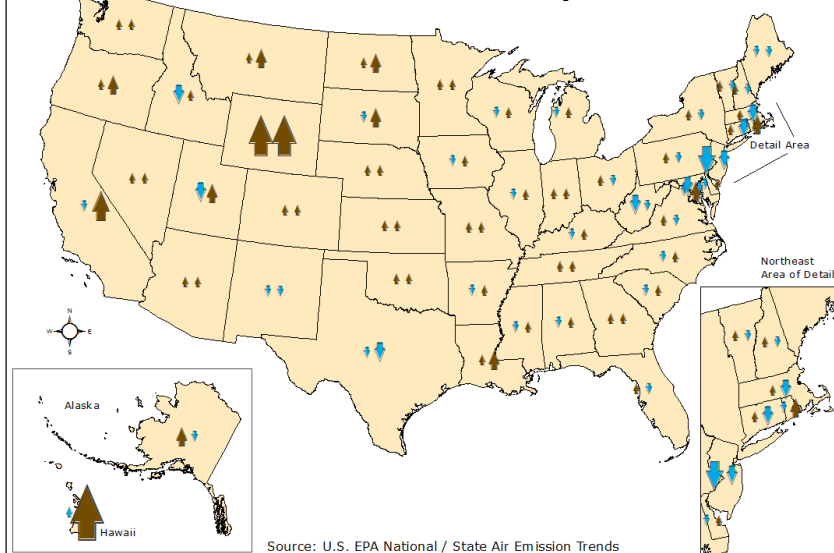 Detail Area
Northeast
Area of Detail
N
W E
S
Alaska
Hawaii
Source: U.S. EPA National / State Air Emission Trends